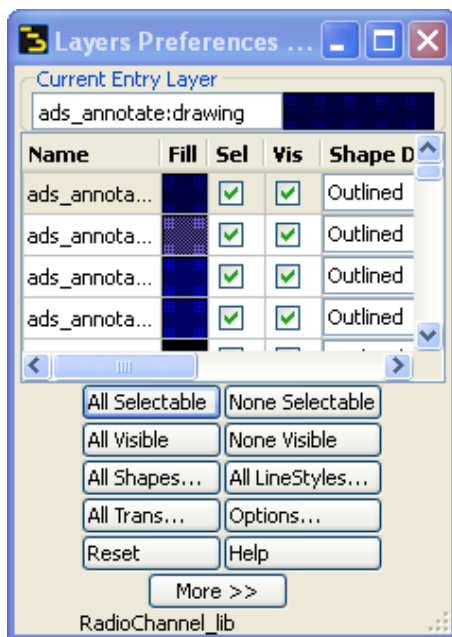 Layers Preferences ...
Current Entry Layer
ads_annotate:drawing
Name Fill Sel Vis Shape D
ads_annota... Outlined
ads_annota... Outlined
ads_annota... Outlined
ads_annota... Outlined
All Selectable None Selectable
All Visible None Visible
All Shapes... All LineStyles...
All Trans... Options...
Reset Help
More >>
RadioChannel_lib